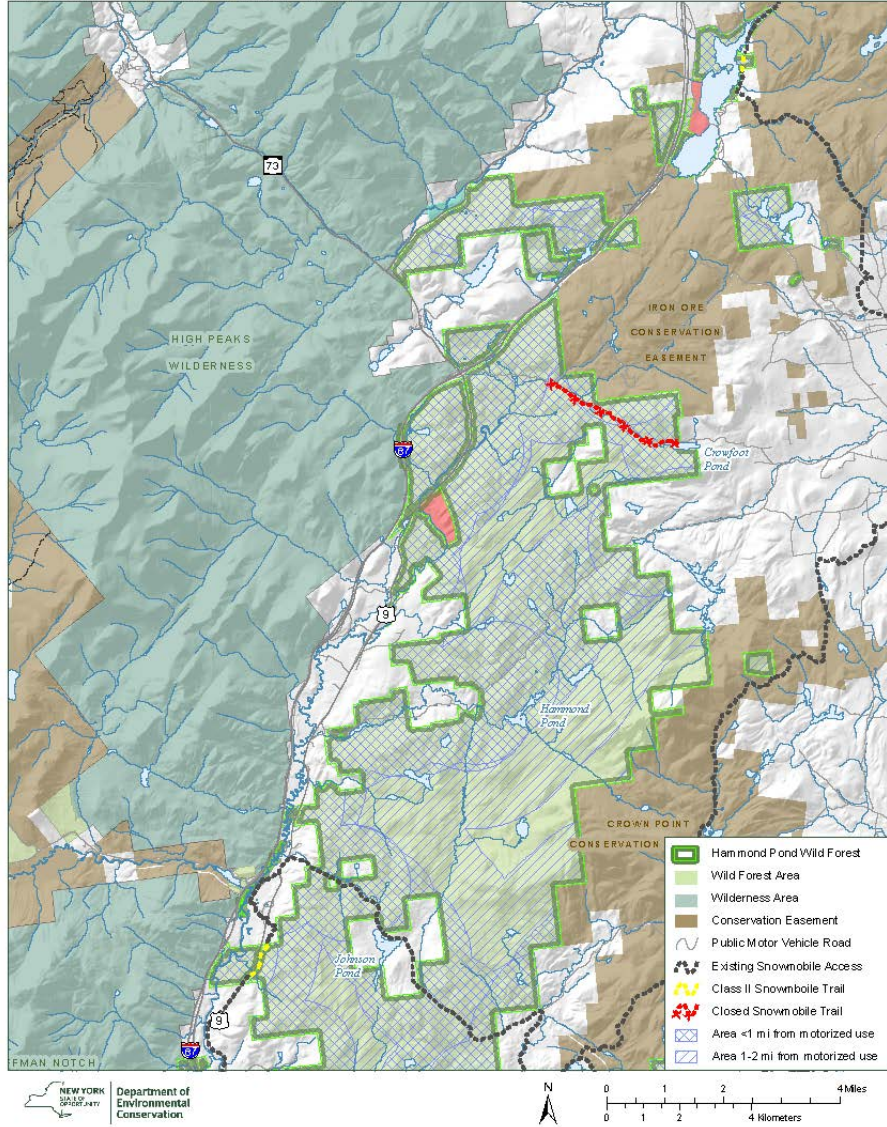 73
IRON ORE
CONSERVATION
EASEMENT
HIGH PEAKS
WILDERNESS
87
Crowfoot
Pond
9
Hammond
Pond
CROWN POINT
CONSERVATION
Johnson
Pond
9
87
FMAN NOTCH
Hammond Pond Wild Forest
Wild Forest Area
Wilderness Area
Conservation Easement
Public Motor Vehicle Road
Existing Snowmobile Access
Class II Snowmboile Trail
Closed Snowmobile Trail
Area <1 mi from motorized use
Area 1-2 mi from motorized use
NEW YORK
STATE OF
OPPORTUNITY
Department of
Environmental
Conservation
N
0 1 2 4 Miles
0 1 2 4 Kilometers